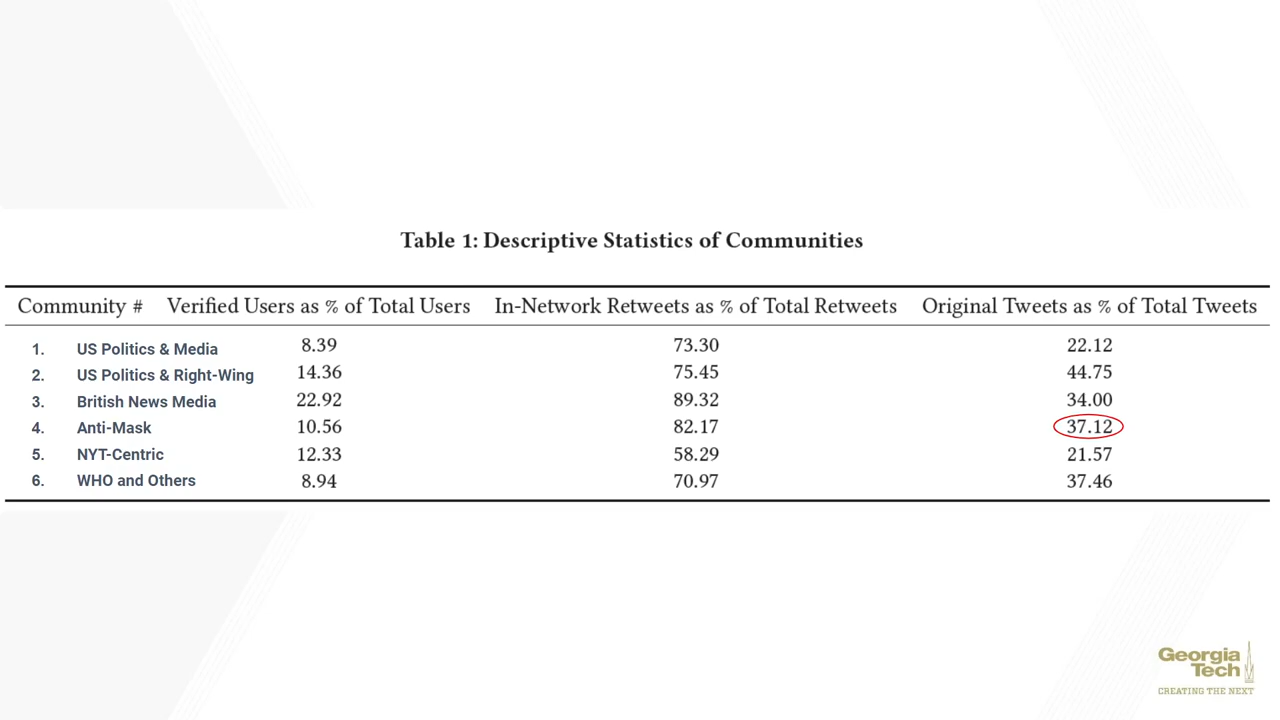 Table 1: Descriptive Statistics of Communities
Community # Verified Users as % of Total Users In-Network Retweets as % of Total Retweets Original Tweets as % of Total Tweets
1. US Politics & Media 8.39 73.30 22.12
2. US Politics & Right-Wing 14.36 75.45 44.75
3. British News Media 22.92 89.32 34.00
4. Anti-Mask 10.56 82.17 37.12
5. NYT-Centric 12.33 58.29 21.57
6. WHO and Others 8.94 70.97 37.46
Georgia
Tech
CREATING THE NEXT